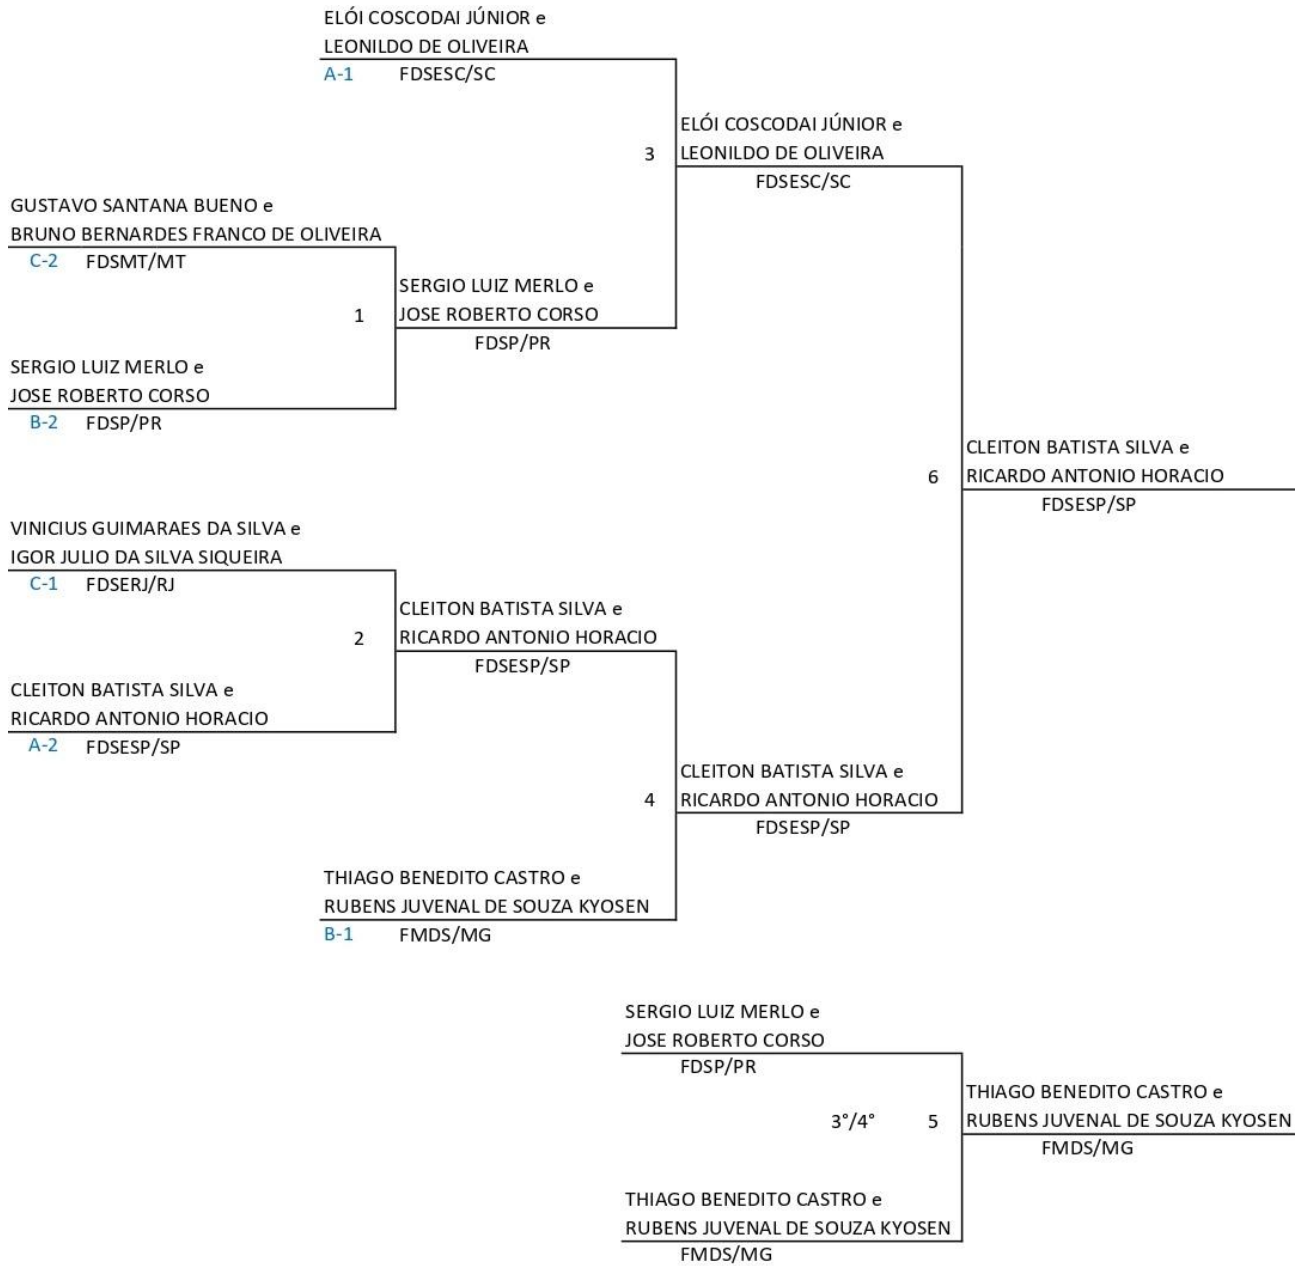 ELÓI COSCODAI JÚNIOR e
LEONILDO DE OLIVEIRA
A-1 FDSESC/SC
ELÓI COSCODAI JÚNIOR e
3 LEONILDO DE OLIVEIRA
FDSESC/SC
GUSTAVO SANTANA BUENO e
BRUNO BERNARDES FRANCO DE OLIVEIRA
C-2 FDSMT/MT
SERGIO LUIZ MERLO e
1 JOSE ROBERTO CORSO
FDSP/PR
SERGIO LUIZ MERLO e
JOSE ROBERTO CORSO
B-2 FDSP/PR
CLEITON BATISTA SILVA e
6 RICARDO ANTONIO HORACIO
FDSESP/SP
VINICIUS GUIMARAES DA SILVA e
IGOR JULIO DA SILVA SIQUEIRA
C-1 FDSERJ/RJ
CLEITON BATISTA SILVA e
2 RICARDO ANTONIO HORACIO
FDSESP/SP
CLEITON BATISTA SILVA e
RICARDO ANTONIO HORACIO
A-2 FDSESP/SP
CLEITON BATISTA SILVA e
4 RICARDO ANTONIO HORACIO
FDSESP/SP
THIAGO BENEDITO CASTRO e
RUBENS JUVENAL DE SOUZA KYOSEN
B-1 FMDS/MG
SERGIO LUIZ MERLO e
JOSE ROBERTO CORSO
FDSP/PR
THIAGO BENEDITO CASTRO e
3°/4° 5 RUBENS JUVENAL DE SOUZA KYOSEN
FMDS/MG
THIAGO BENEDITO CASTRO e
RUBENS JUVENAL DE SOUZA KYOSEN
FMDS/MG